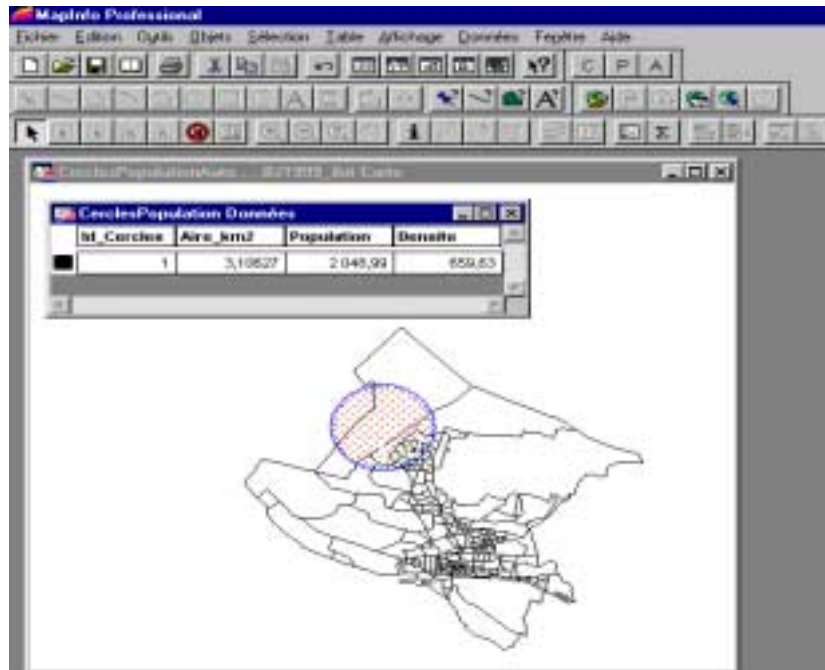 MapInfo Professional
Fichier Edition Outils Objets Sélection Table Affichage Données Fenêtre Aide
C P A
CerclesPopulation Données
Id_Cercles Aire_km2 Population Densite
1 3,10627 2 048,99 659,63